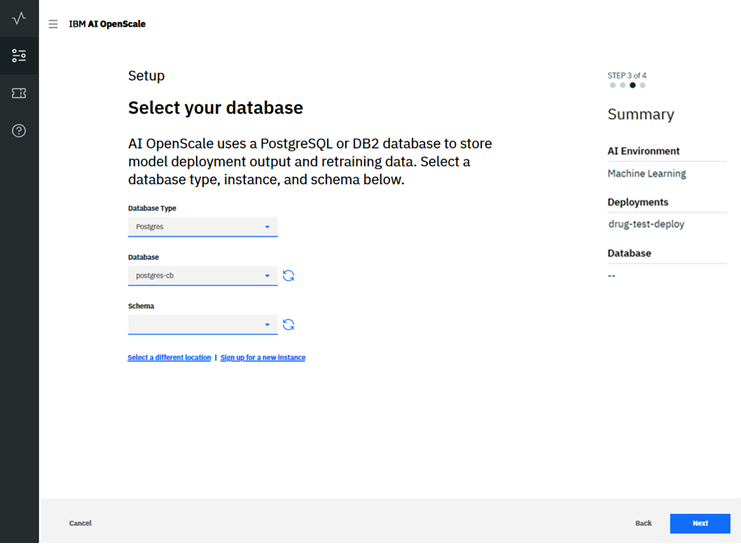 IBM AI OpenScale
Setup
Select your database
AI OpenScale uses a PostgreSQL or DB2 database to store
model deployment output and retraining data. Select a
database type, instance, and schema below.
Database Type
Postgres
Database
postgres-cb
Schema
Select a different location | Sign up for a new instance
STEP 3 of 4
Summary
AI Environment
Machine Learning
Deployments
drug-test-deploy
Database
--
Cancel
Back
Next